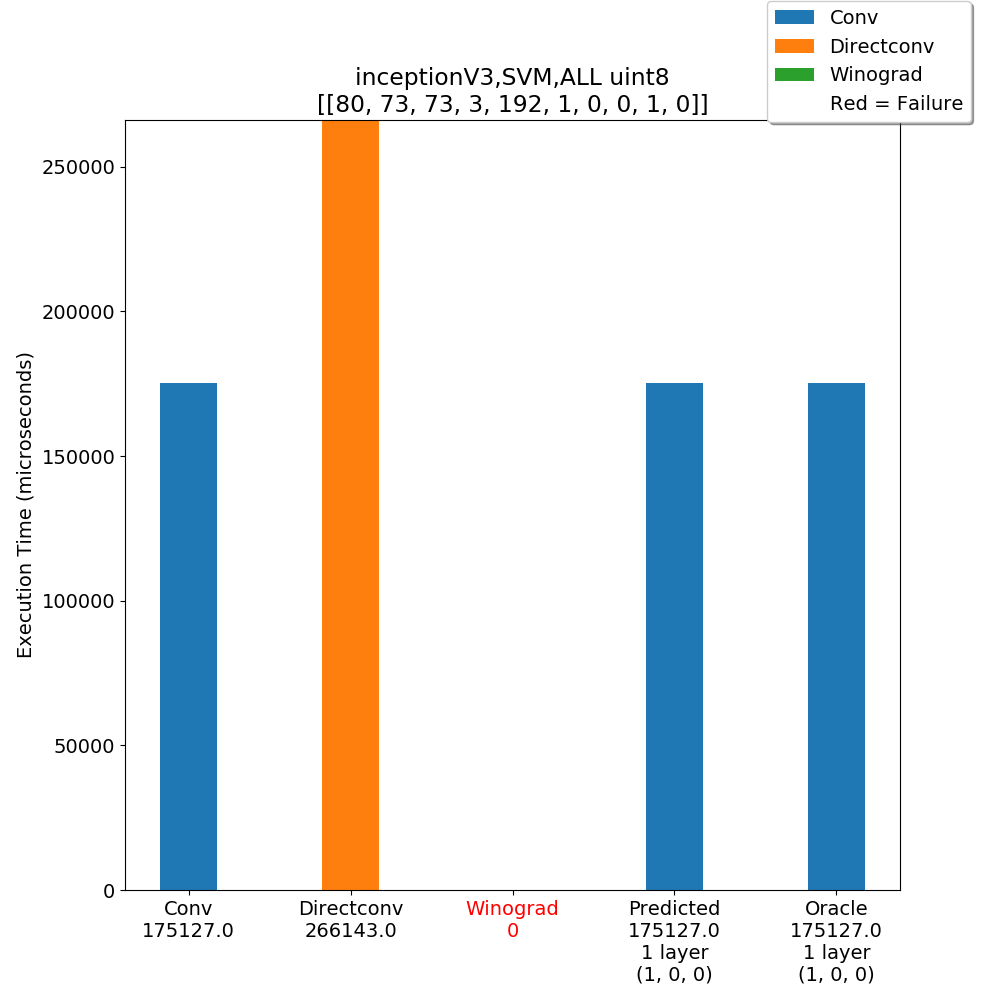 Conv
Directconv
Winograd
Red = Failure
inceptionV3,SVM,ALL uint8
[[80, 73, 73, 3, 192, 1, 0, 0, 1, 0]]
Execution Time (microseconds)
250000
200000
150000
100000
50000
0
Conv
175127.0
Directconv
266143.0
Winograd
0
Predicted
175127.0
1 layer
(1, 0, 0)
Oracle
175127.0
1 layer
(1, 0, 0)